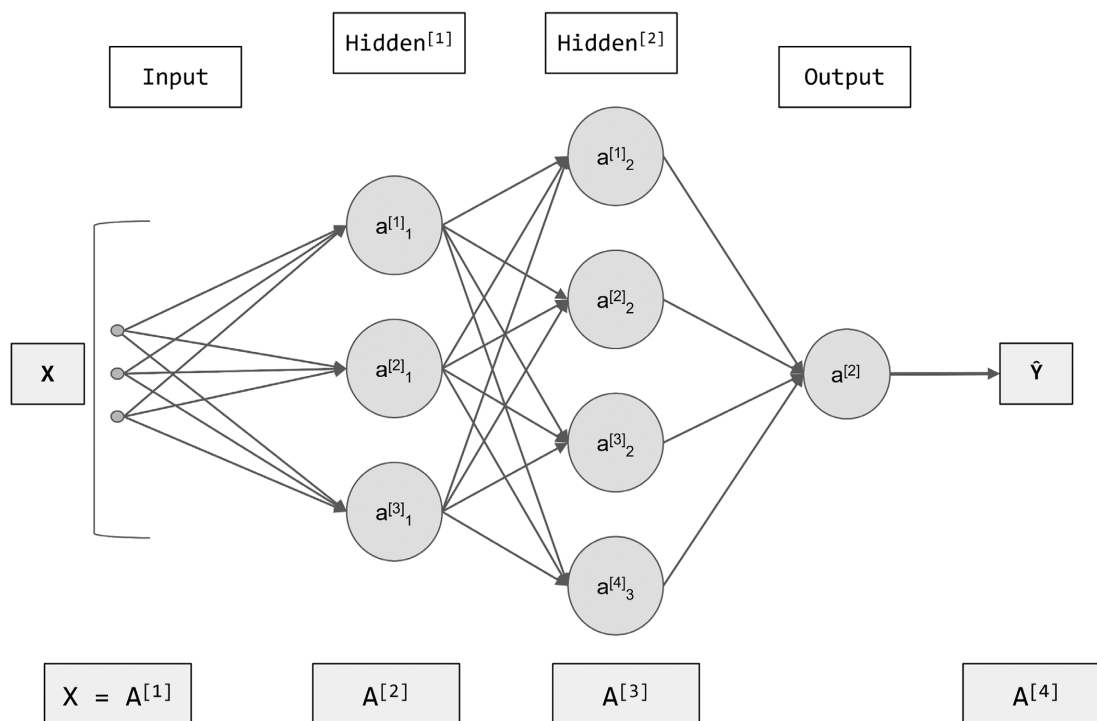 Input
Hidden[1]
Hidden[2]
Output
X
a[1]1
a[2]1
a[3]1
a[1]2
a[2]2
a[3]2
a[4]3
a[2]
Ŷ
X = A[1]
A[2]
A[3]
A[4]